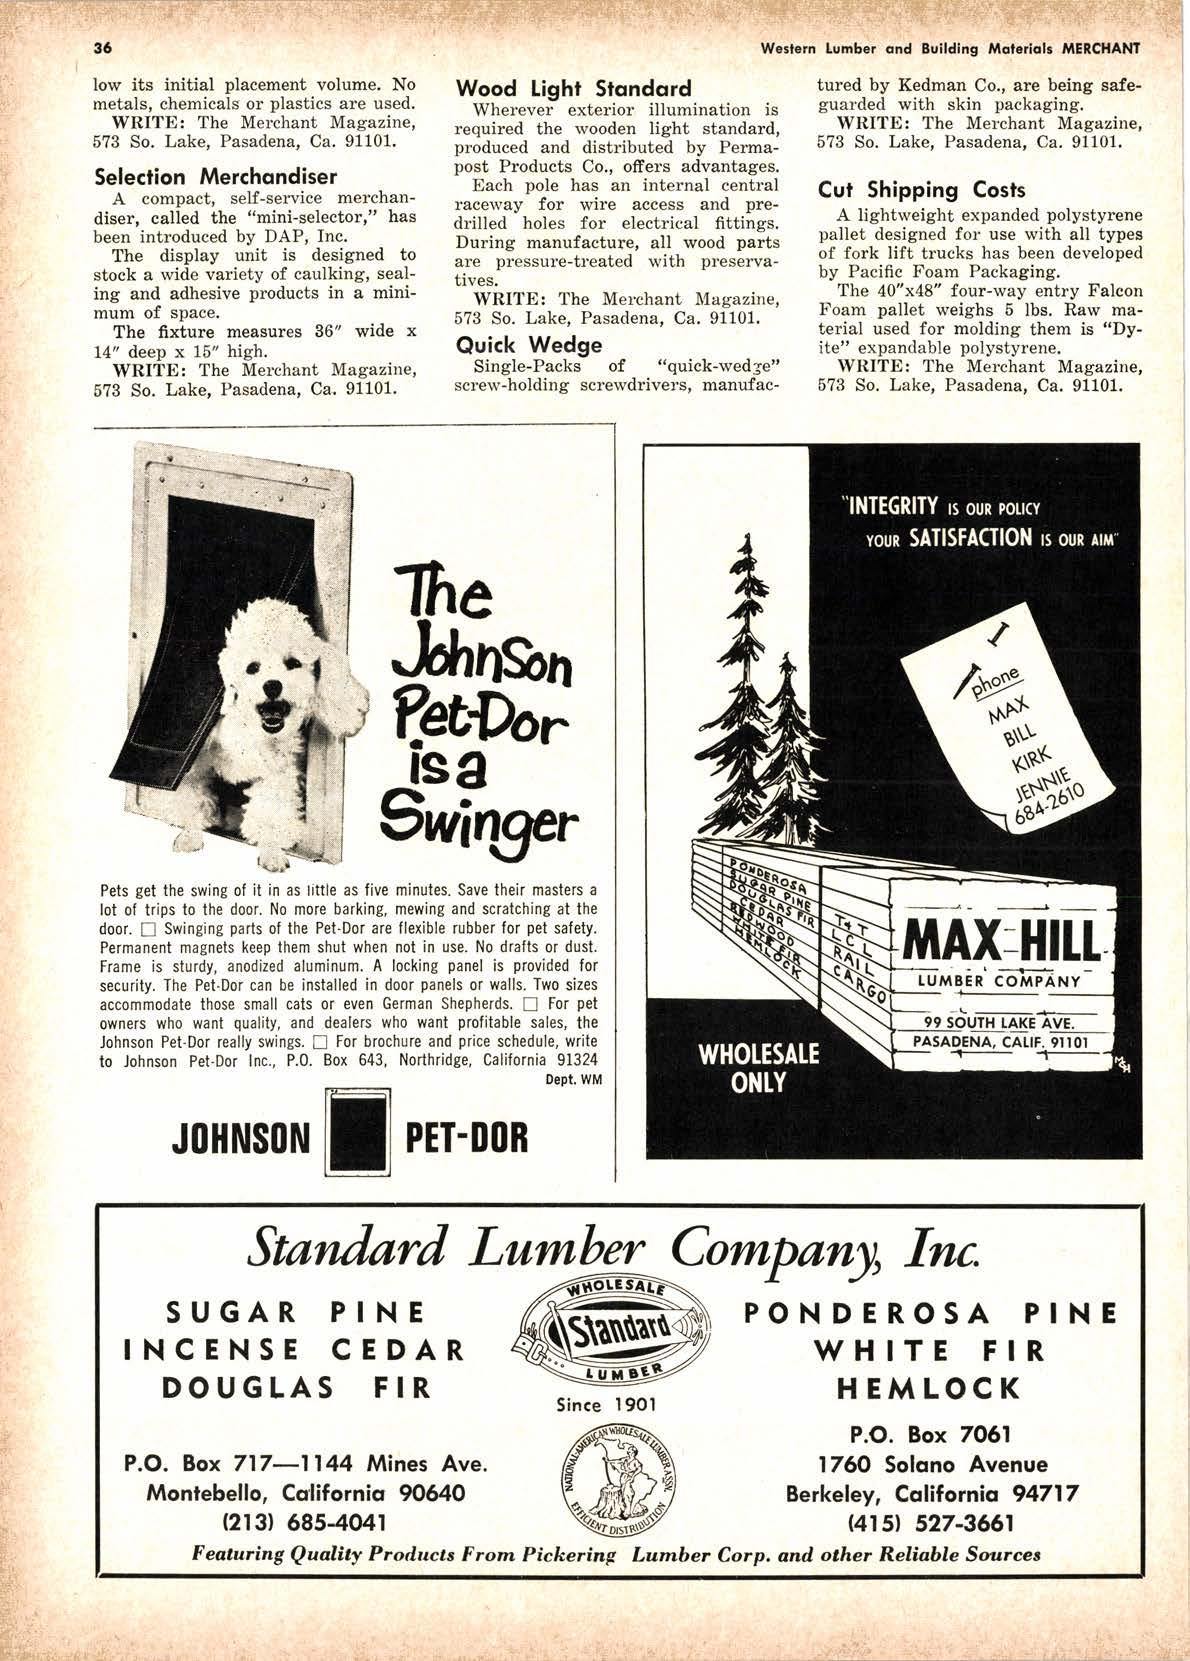 36
Western Lumber and Building Materials MERCHANT
low its initial placement volume. No
metals, chemicals or plastics are used.
WRITE: The Merchant Magazine,
573 So. Lake, Pasadena, Ca. 91101.
Selection Merchandiser
A compact, self-service merchan-
diser, called the "mini-selector," has
been introduced by DAP, Inc.
The display unit is designed to
stock a wide variety of caulking, seal-
ing and adhesive products in a mini-
mum of space.
The fixture measures 36" wide x
14" deep x 15" high.
WRITE: The Merchant Magazine,
573 So. Lake, Pasadena, Ca. 91101.
Wood Light Standard
Wherever exterior illumination is
required the wooden light standard,
produced and distributed by Perma-
post Products Co., offers advantages.
Each pole has an internal central
raceway for wire access and pre-
drilled holes for electrical fittings.
During manufacture, all wood parts
are pressure-treated with preserva-
tives.
WRITE: The Merchant Magazine,
573 So. Lake, Pasadena, Ca. 91101.
Quick Wedge
Single-Packs of "quick-wedge"
screw-holding screwdrivers, manufac-
tured by Kedman Co., are being safe-
guarded with skin packaging.
WRITE: The Merchant Magazine,
573 So. Lake, Pasadena, Ca. 91101.
Cut Shipping Costs
A lightweight expanded polystyrene
pallet designed for use with all types
of fork lift trucks has been developed
by Pacific Foam Packaging.
The 40"x48" four-way entry Falcon
Foam pallet weighs 5 lbs. Raw ma-
terial used for molding them is "Dy-
ite" expandable polystyrene.
WRITE: The Merchant Magazine,
573 So. Lake, Pasadena, Ca. 91101.
The
Johnson
Pet-Dor
is a
Swinger
Pets get the swing of it in as little as five minutes. Save their masters a
lot of trips to the door. No more barking, mewing and scratching at the
door. □ Swinging parts of the Pet-Dor are flexible rubber for pet safety.
Permanent magnets keep them shut when not in use. No drafts or dust.
Frame is sturdy, anodized aluminum. A locking panel is provided for
security. The Pet-Dor can be installed in door panels or walls. Two sizes
accommodate those small cats or even German Shepherds. □ For pet
owners who want quality, and dealers who want profitable sales, the
Johnson Pet-Dor really swings. □ For brochure and price schedule, write
to Johnson Pet-Dor Inc., P.O. Box 643, Northridge, California 91324
Dept. WM
JOHNSON PET-DOR
"INTEGRITY IS OUR POLICY
YOUR SATISFACTION IS OUR AIM"
phone
MAX
BILL
KIRK
JENNIE
684-2610
PONDEROSA
SUGAR PINE
DOUGLAS FIR
CEDAR
REDWOOD
WHITE FIR
HEMLOCK
T & T
L C L
RAIL
CARGO
MAX HILL
LUMBER COMPANY
99 SOUTH LAKE AVE.
PASADENA, CALIF. 91101
WHOLESALE
ONLY
Standard Lumber Company, Inc.
SUGAR PINE
INCENSE CEDAR
DOUGLAS FIR
P.O. Box 717—1144 Mines Ave.
Montebello, California 90640
(213) 685-4041
WHOLESALE
Standard
LUMBER
Since 1901
NATIONAL-AMERICAN WHOLESALE LUMBER ASSN.
EFFICIENT DISTRIBUTION
PONDEROSA PINE
WHITE FIR
HEMLOCK
P.O. Box 7061
1760 Solano Avenue
Berkeley, California 94717
(415) 527-3661
Featuring Quality Products From Pickering Lumber Corp. and other Reliable Sources